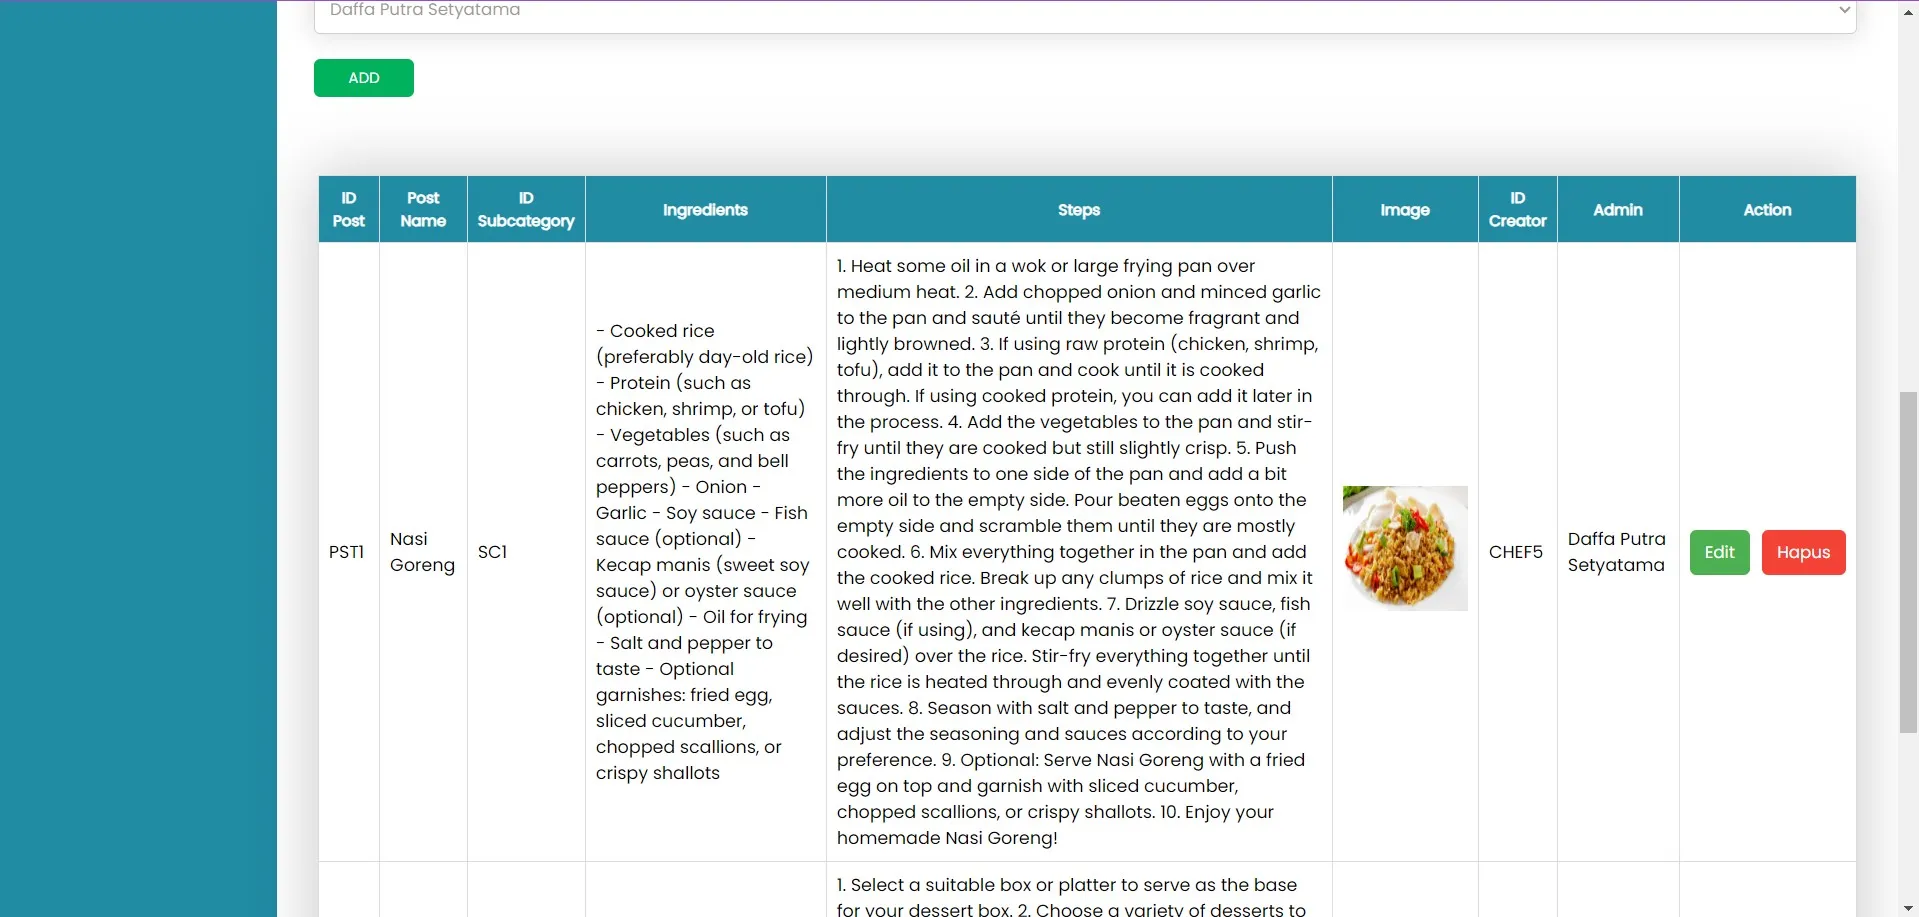 Daffa Putra Setyatama
ADD
ID Post
Post Name
ID Subcategory
Ingredients
Steps
Image
ID Creator
Admin
Action
PST1
Nasi
Goreng
SC1
- Cooked rice
(preferably day-old rice)
- Protein (such as
chicken, shrimp, or tofu)
- Vegetables (such as
carrots, peas, and bell
peppers) - Onion -
Garlic - Soy sauce - Fish
sauce (optional) -
Kecap manis (sweet soy
sauce) or oyster sauce
(optional) - Oil for frying
- Salt and pepper to
taste - Optional
garnishes: fried egg,
sliced cucumber,
chopped scallions, or
crispy shallots
1. Heat some oil in a wok or large frying pan over
medium heat. 2. Add chopped onion and minced garlic
to the pan and sauté until they become fragrant and
lightly browned. 3. If using raw protein (chicken, shrimp,
tofu), add it to the pan and cook until it is cooked
through. If using cooked protein, you can add it later in
the process. 4. Add the vegetables to the pan and stir-
fry until they are cooked but still slightly crisp. 5. Push
the ingredients to one side of the pan and add a bit
more oil to the empty side. Pour beaten eggs onto the
empty side and scramble them until they are mostly
cooked. 6. Mix everything together in the pan and add
the cooked rice. Break up any clumps of rice and mix it
well with the other ingredients. 7. Drizzle soy sauce, fish
sauce (if using), and kecap manis or oyster sauce (if
desired) over the rice. Stir-fry everything together until
the rice is heated through and evenly coated with the
sauces. 8. Season with salt and pepper to taste, and
adjust the seasoning and sauces according to your
preference. 9. Optional: Serve Nasi Goreng with a fried
egg on top and garnish with sliced cucumber,
chopped scallions, or crispy shallots. 10. Enjoy your
homemade Nasi Goreng!
CHEF5
Daffa Putra
Setyatama
Edit
Hapus
1. Select a suitable box or platter to serve as the base
for your dessert box. 2. Choose a variety of desserts to